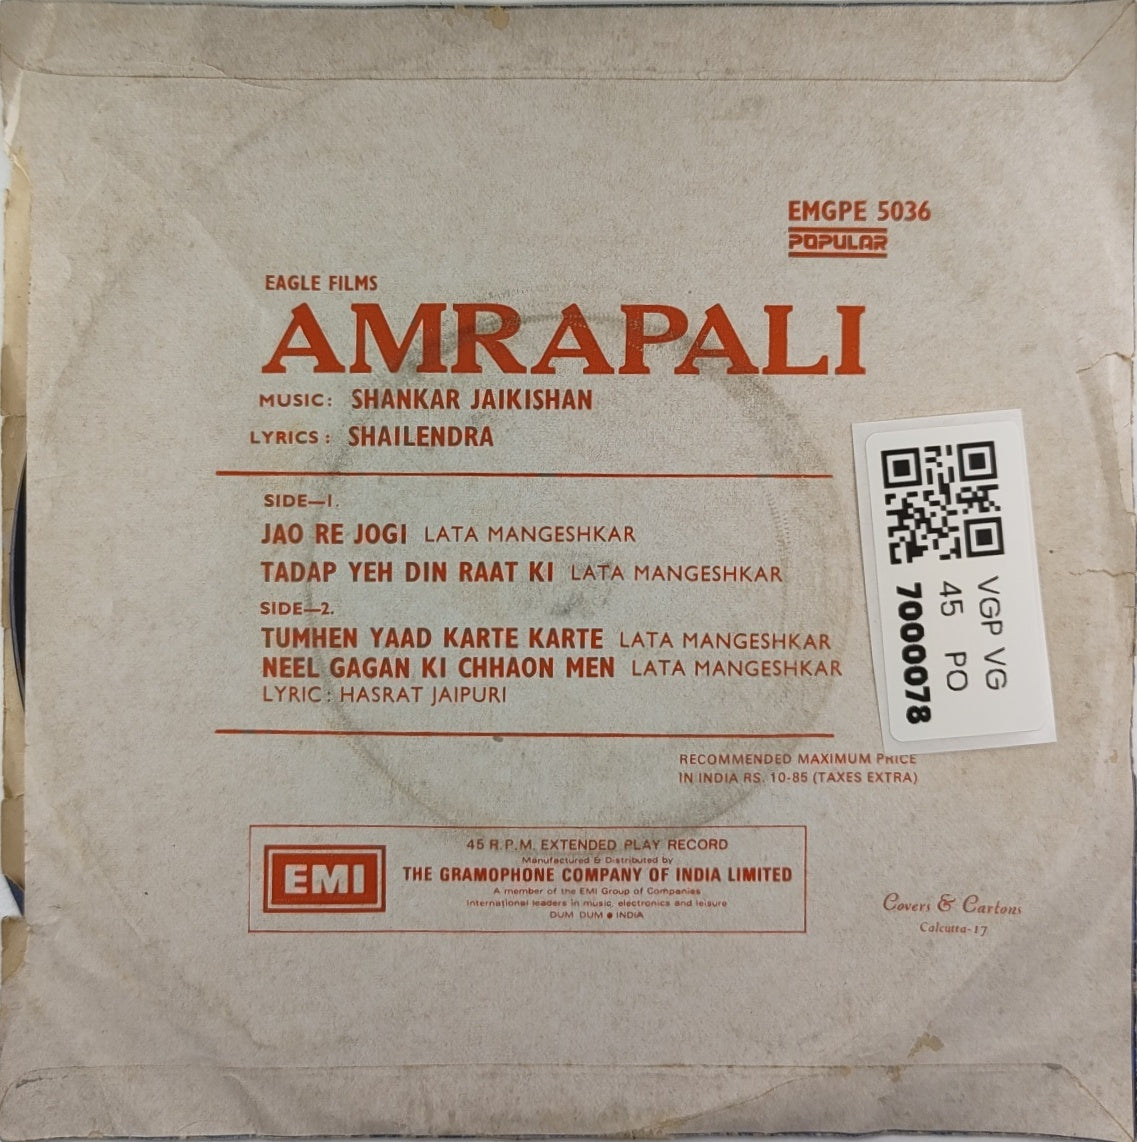 EMGPE 5036
POPULAR
EAGLE FILMS
AMRAPALI
MUSIC: SHANKAR JAIKISHAN
LYRICS: SHAILENDRA
SIDE—1.
JAO RE JOGI LATA MANGESHKAR
TADAP YEH DIN RAAT KI LATA MANGESHKAR
SIDE—2.
TUMHEN YAAD KARTE KARTE LATA MANGESHKAR
NEEL GAGAN KI CHHAON MEN LATA MANGESHKAR
LYRIC: HASRAT JAIPURI
VGP VG
45 PO
7000078
RECOMMENDED MAXIMUM PRICE
IN INDIA RS. 10-85 (TAXES EXTRA)
EMI
45 R.P.M. EXTENDED PLAY RECORD
Manufactured & Distributed by
THE GRAMOPHONE COMPANY OF INDIA LIMITED
A member of the EMI Group of Companies
International leaders in music, electronics and leisure
DUM DUM ● INDIA
Covers & Cartons
Calcutta-17